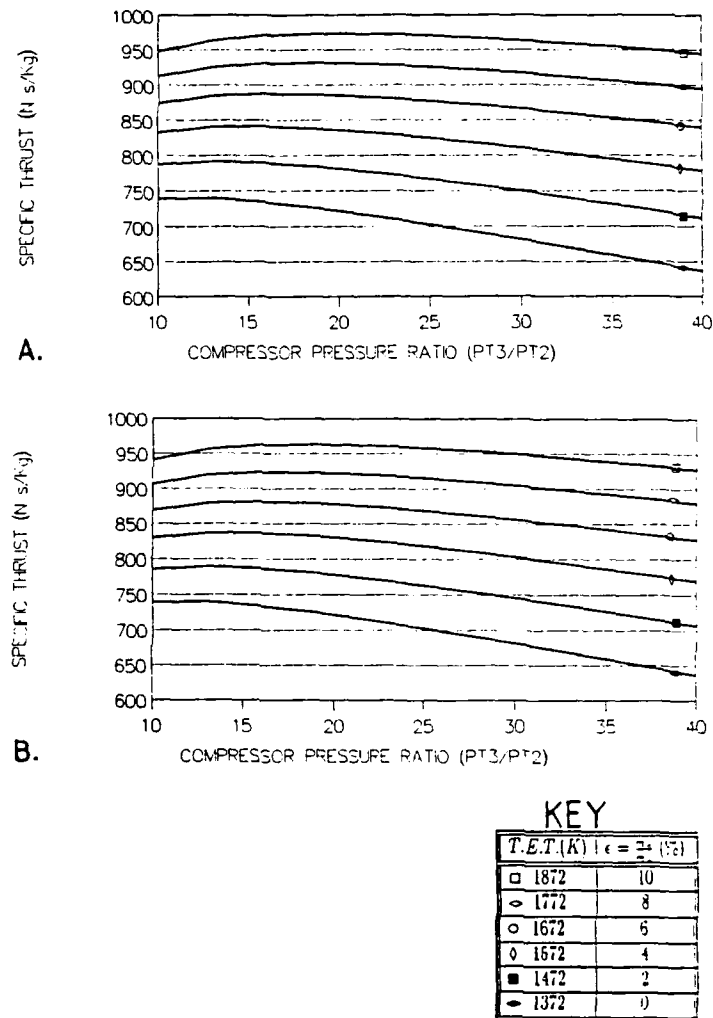 1000
950
900
850
800
750
700
650
600
SPECIFIC THRUST (N s/Kg)
10 15 20 25 30 35 40
A.
COMPRESSOR PRESSURE RATIO (PT3/PT2)
1000
950
900
850
800
750
700
650
600
SPECIFIC THRUST (N s/Kg)
10 15 20 25 30 35 40
COMPRESSOR PRESSURE RATIO (PT3/PT2)
B.
KEY
T.E.T.(K) ϵ = (%)
1872 10
1772 8
1672 6
1572 4
1472 2
1372 0